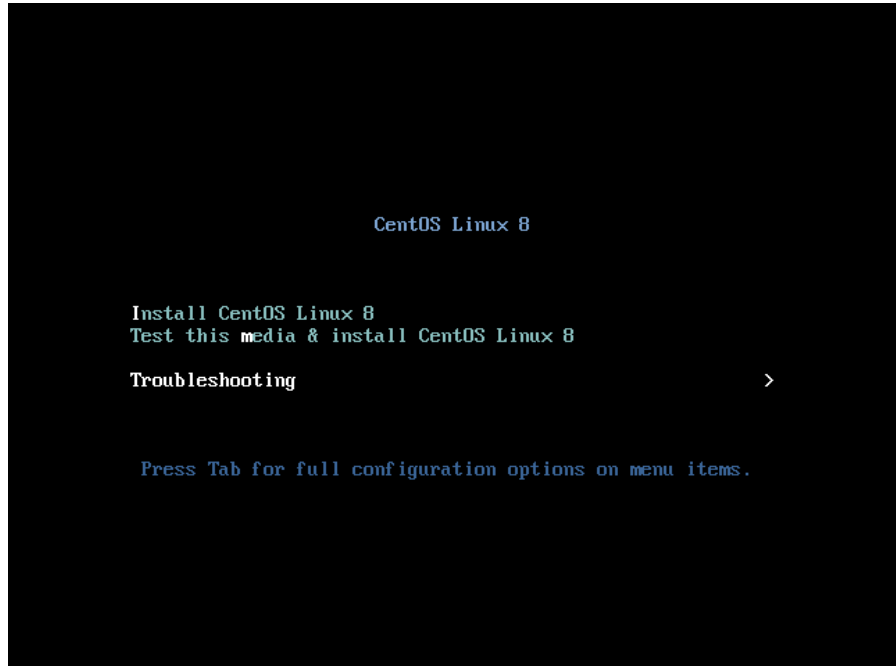 CentOS Linux 8
Install CentOS Linux 8
Test this media & install CentOS Linux 8
Troubleshooting >
Press Tab for full configuration options on menu items.